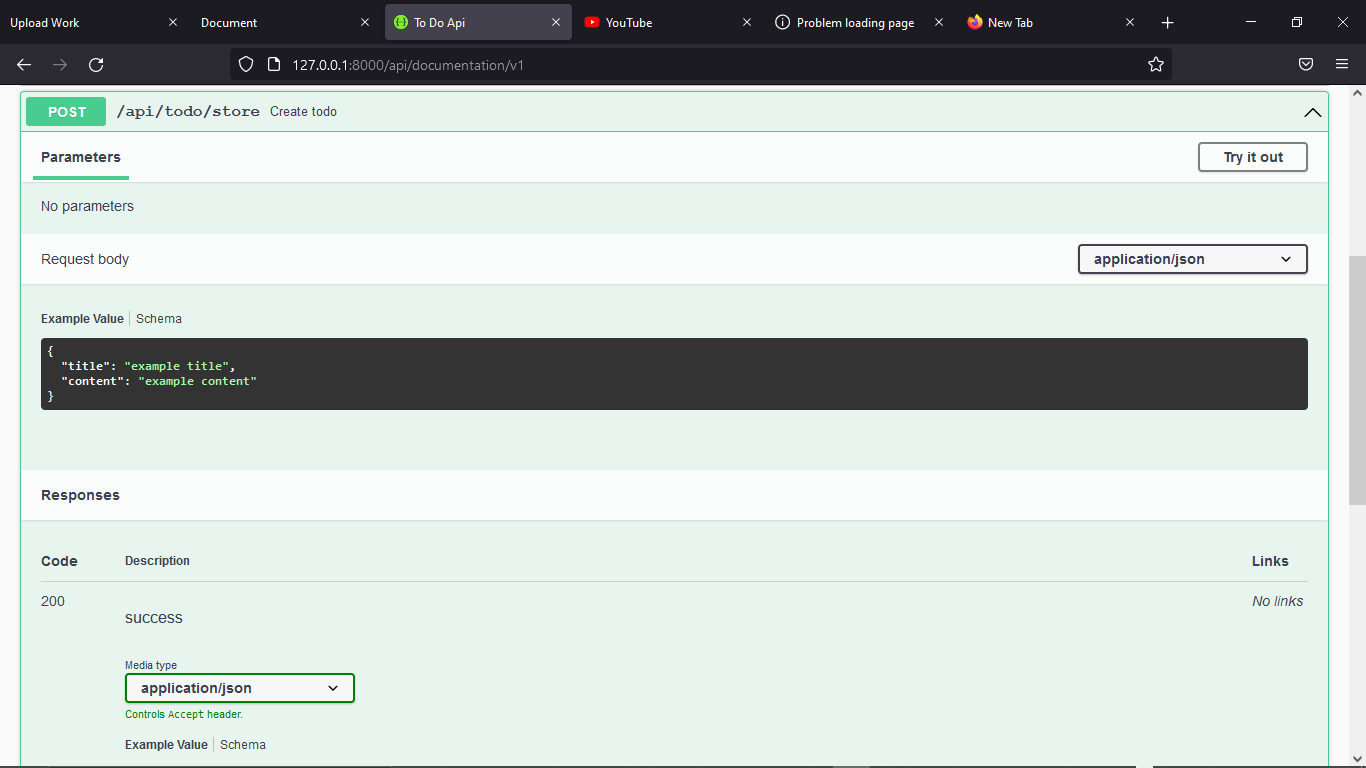 Upload Work
Document
To Do Api
YouTube
Problem loading page
New Tab
127.0.0.1:8000/api/documentation/v1
POST /api/todo/store Create todo
Parameters
Try it out
No parameters
Request body
application/json
Example Value Schema
{
"title": "example title",
"content": "example content"
}
Responses
Code Description Links
200 success No links
Media type
application/json
Controls Accept header.
Example Value Schema